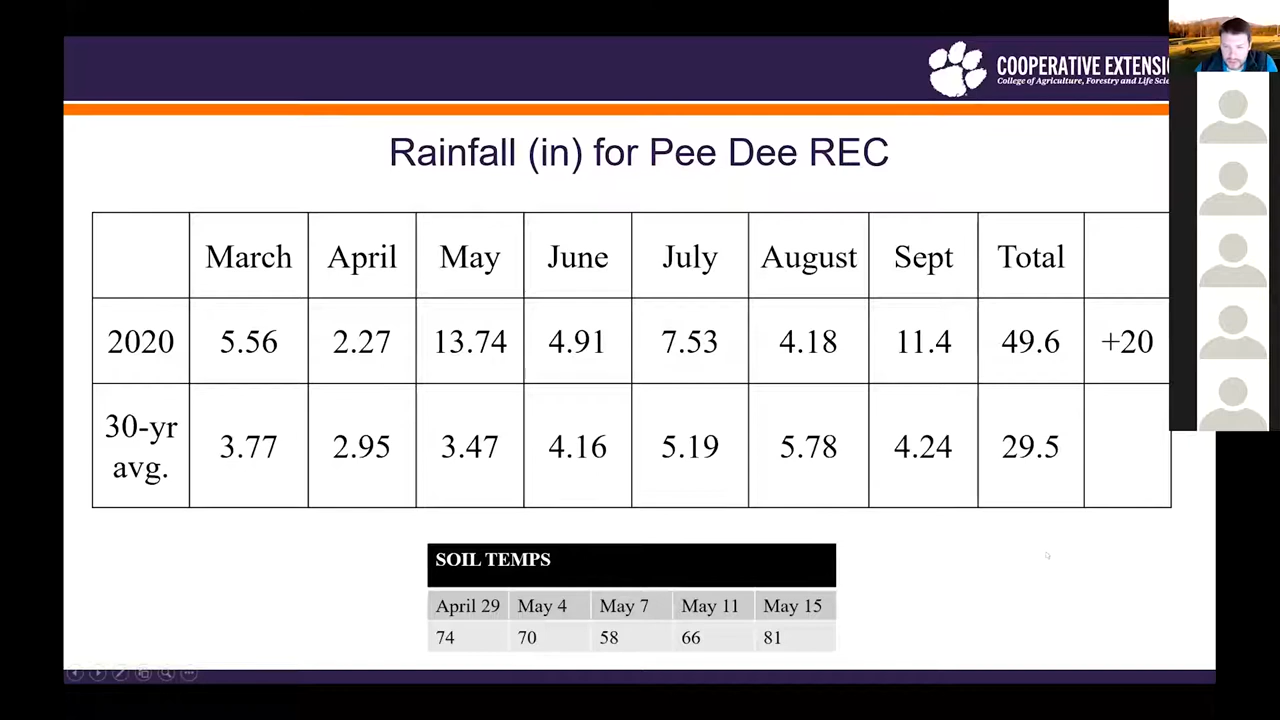 COOPERATIVE EXTENSI
College of Agriculture, Forestry and Life Scie
Rainfall (in) for Pee Dee REC
March April May June July August Sept Total
2020 5.56 2.27 13.74 4.91 7.53 4.18 11.4 49.6 +20
30-yr
avg. 3.77 2.95 3.47 4.16 5.19 5.78 4.24 29.5
SOIL TEMPS
April 29 May 4 May 7 May 11 May 15
74 70 58 66 81